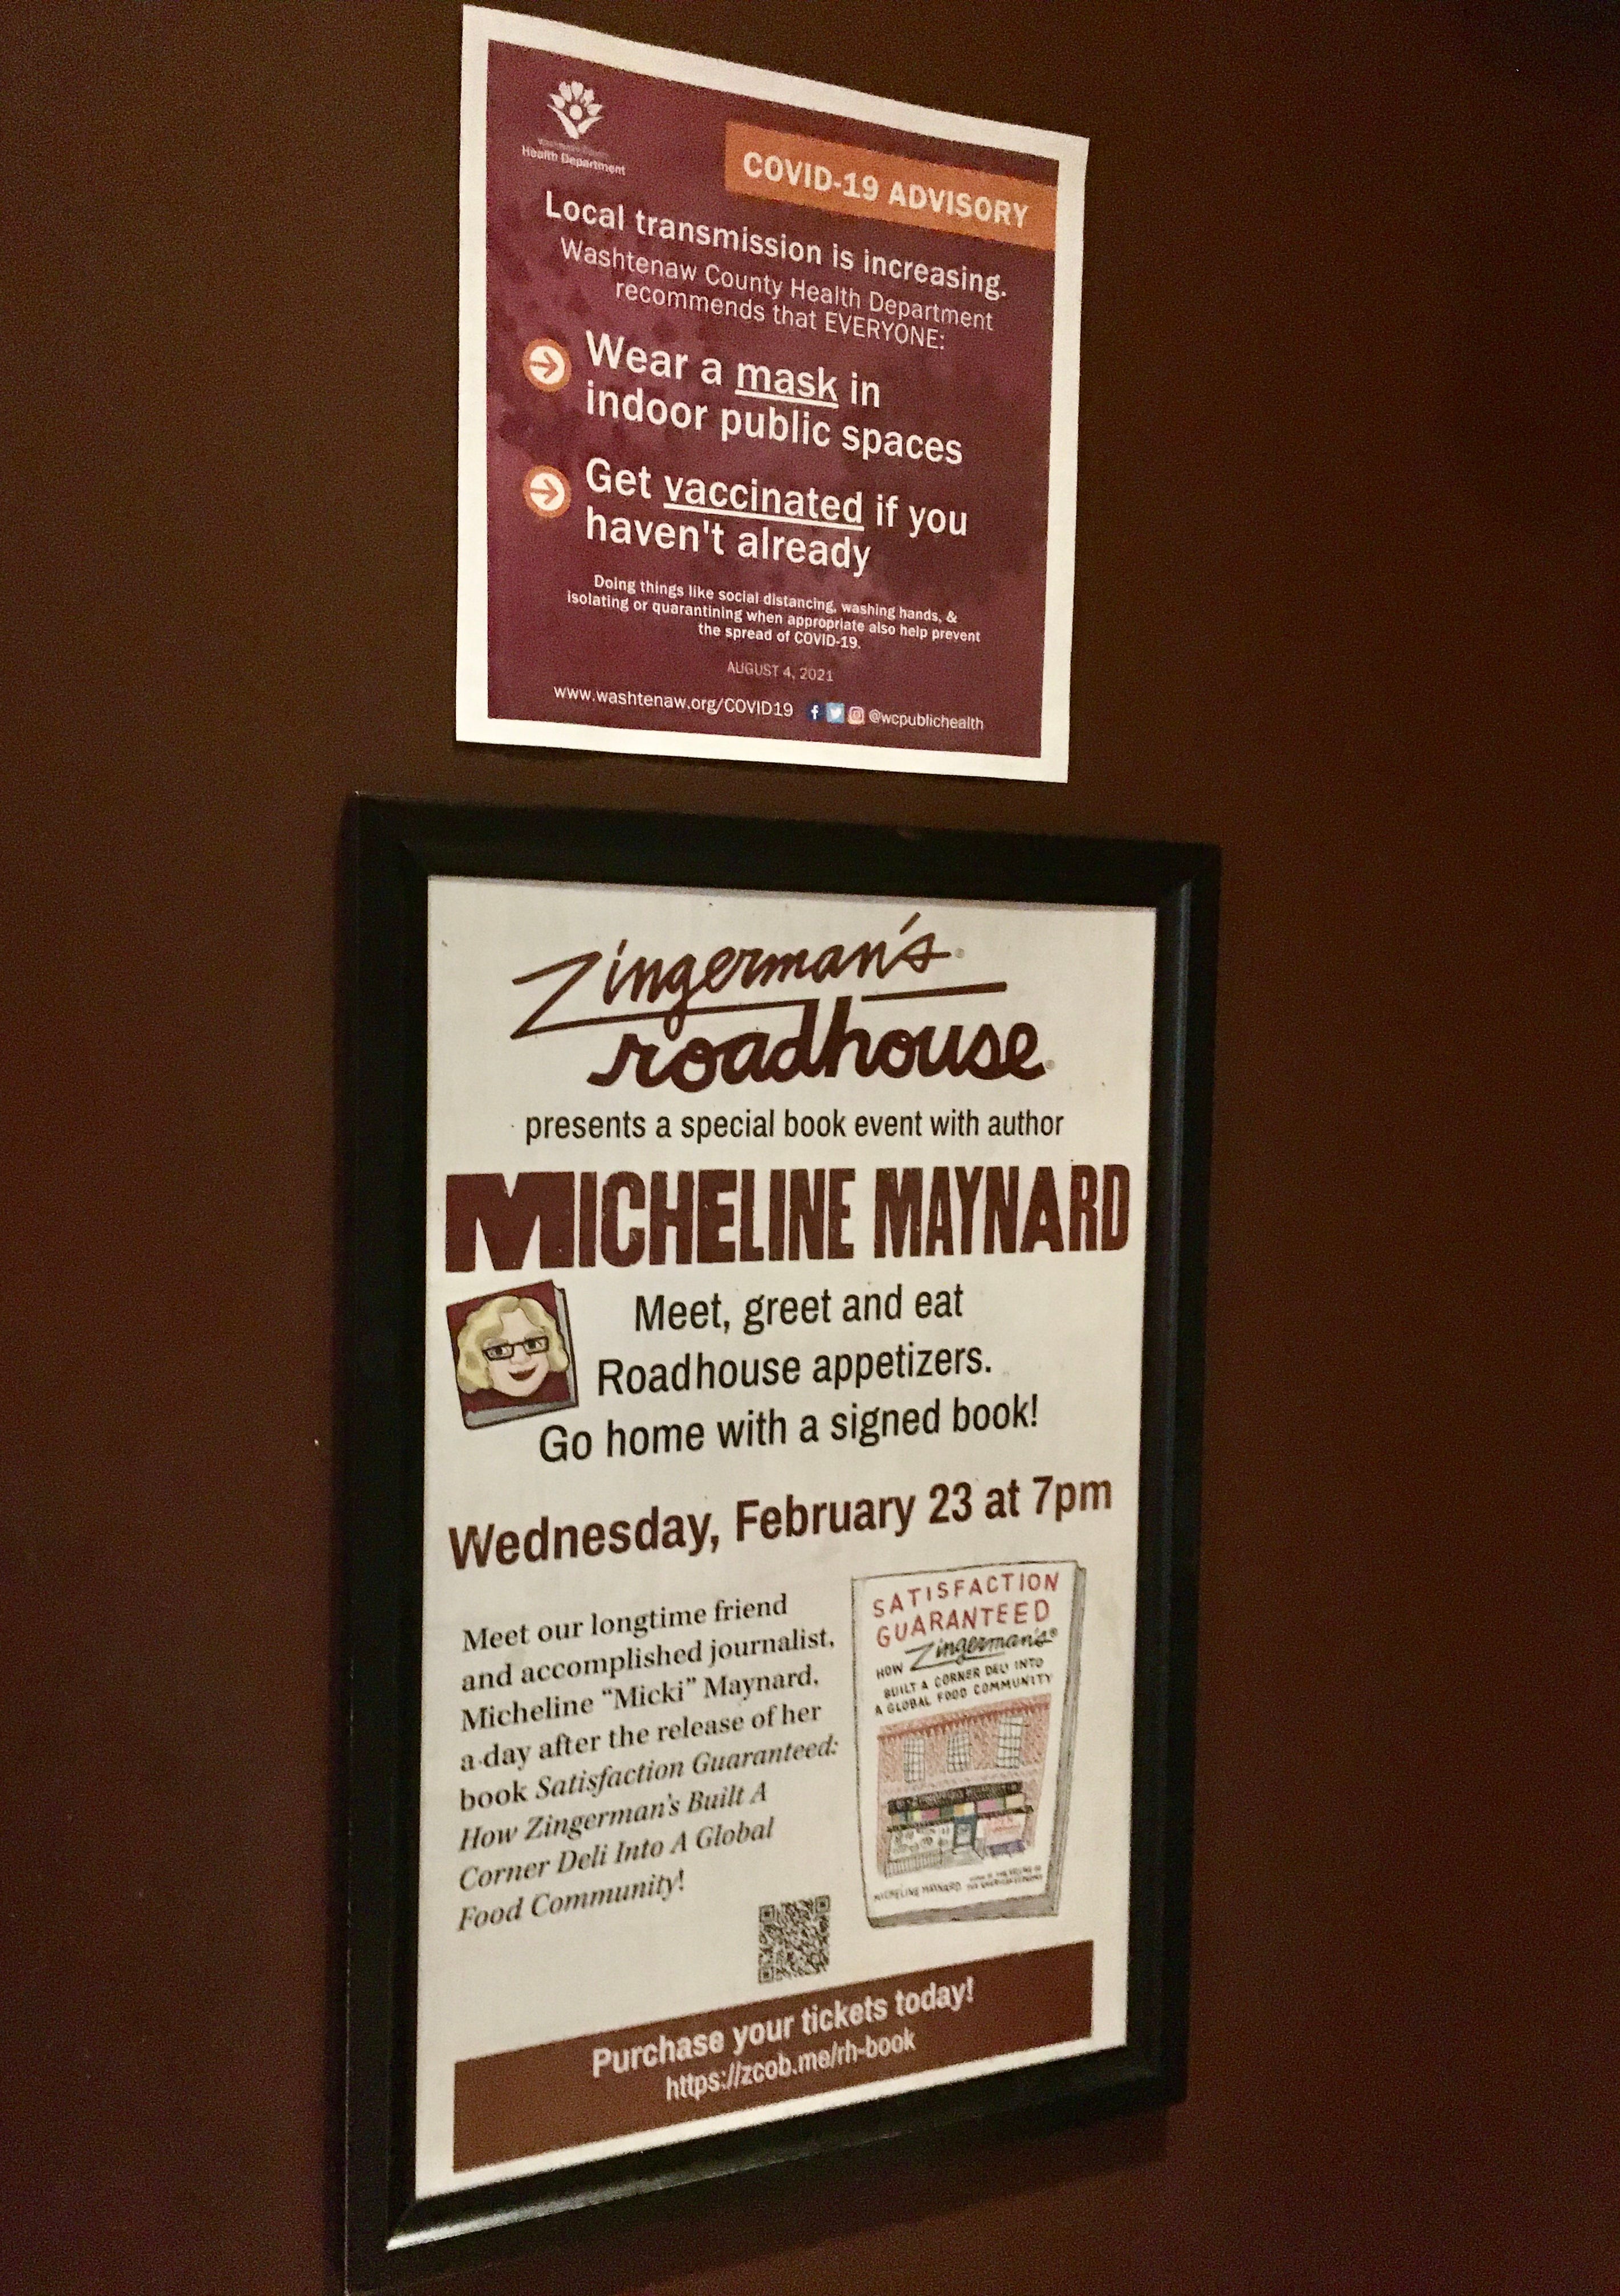 Washtenaw County
Health Department
COVID-19 ADVISORY
Local transmission is increasing.
Washtenaw County Health Department
recommends that EVERYONE:
Wear a mask in
indoor public spaces
Get vaccinated if you
haven't already
Doing things like social distancing, washing hands, &
isolating or quarantining when appropriate also help prevent
the spread of COVID-19.
AUGUST 4, 2021
www.washtenaw.org/COVID19 @wcpublichealth
Zingerman's®
roadhouse®
presents a special book event with author
MICHELINE MAYNARD
Meet, greet and eat
Roadhouse appetizers.
Go home with a signed book!
Wednesday, February 23 at 7pm
Meet our longtime friend
and accomplished journalist,
Micheline “Micki” Maynard,
a day after the release of her
book Satisfaction Guaranteed:
How Zingerman's Built A
Corner Deli Into A Global
Food Community!
SATISFACTION
GUARANTEED
HOW Zingerman's®
BUILT A CORNER DELI INTO
A GLOBAL FOOD COMMUNITY
MICHELINE MAYNARD
Purchase your tickets today!
https://zcob.me/rh-book